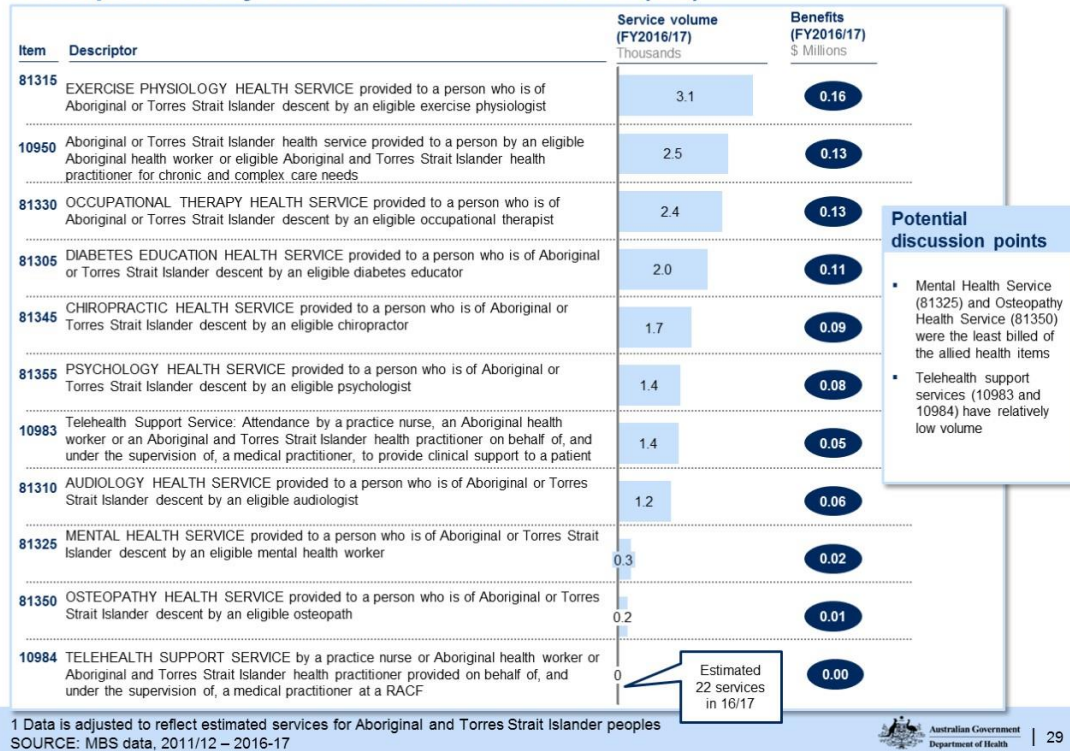 Service volume
(FY2016/17)
Thousands
Benefits
(FY2016/17)
$ Millions
Item Descriptor
81315 EXERCISE PHYSIOLOGY HEALTH SERVICE provided to a person who is of
Aboriginal or Torres Strait Islander descent by an eligible exercise physiologist
3.1
0.16
10950 Aboriginal or Torres Strait Islander health service provided to a person by an eligible
Aboriginal health worker or eligible Aboriginal and Torres Strait Islander health
practitioner for chronic and complex care needs
2.5
0.13
81330 OCCUPATIONAL THERAPY HEALTH SERVICE provided to a person who is of
Aboriginal or Torres Strait Islander descent by an eligible occupational therapist
2.4
0.13
81305 DIABETES EDUCATION HEALTH SERVICE provided to a person who is of Aboriginal
or Torres Strait Islander descent by an eligible diabetes educator
2.0
0.11
81345 CHIROPRACTIC HEALTH SERVICE provided to a person who is of Aboriginal or
Torres Strait Islander descent by an eligible chiropractor
1.7
0.09
81355 PSYCHOLOGY HEALTH SERVICE provided to a person who is of Aboriginal or
Torres Strait Islander descent by an eligible psychologist
1.4
0.08
10983 Telehealth Support Service: Attendance by a practice nurse, an Aboriginal health
worker or an Aboriginal and Torres Strait Islander health practitioner on behalf of, and
under the supervision of, a medical practitioner, to provide clinical support to a patient
1.4
0.05
81310 AUDIOLOGY HEALTH SERVICE provided to a person who is of Aboriginal or Torres
Strait Islander descent by an eligible audiologist
1.2
0.06
81325 MENTAL HEALTH SERVICE provided to a person who is of Aboriginal or Torres Strait
Islander descent by an eligible mental health worker
0.3
0.02
81350 OSTEOPATHY HEALTH SERVICE provided to a person who is of Aboriginal or Torres
Strait Islander descent by an eligible osteopath
0.2
0.01
10984 TELEHEALTH SUPPORT SERVICE by a practice nurse or Aboriginal health worker or
Aboriginal and Torres Strait Islander health practitioner provided on behalf of, and
under the supervision of, a medical practitioner at a RACF
0
Estimated
22 services
in 16/17
0.00
Potential
discussion points
▪ Mental Health Service
(81325) and Osteopathy
Health Service (81350)
were the least billed of
the allied health items
▪ Telehealth support
services (10983 and
10984) have relatively
low volume
1 Data is adjusted to reflect estimated services for Aboriginal and Torres Strait Islander peoples
SOURCE: MBS data, 2011/12 – 2016-17
Australian Government
Department of Health
| 29